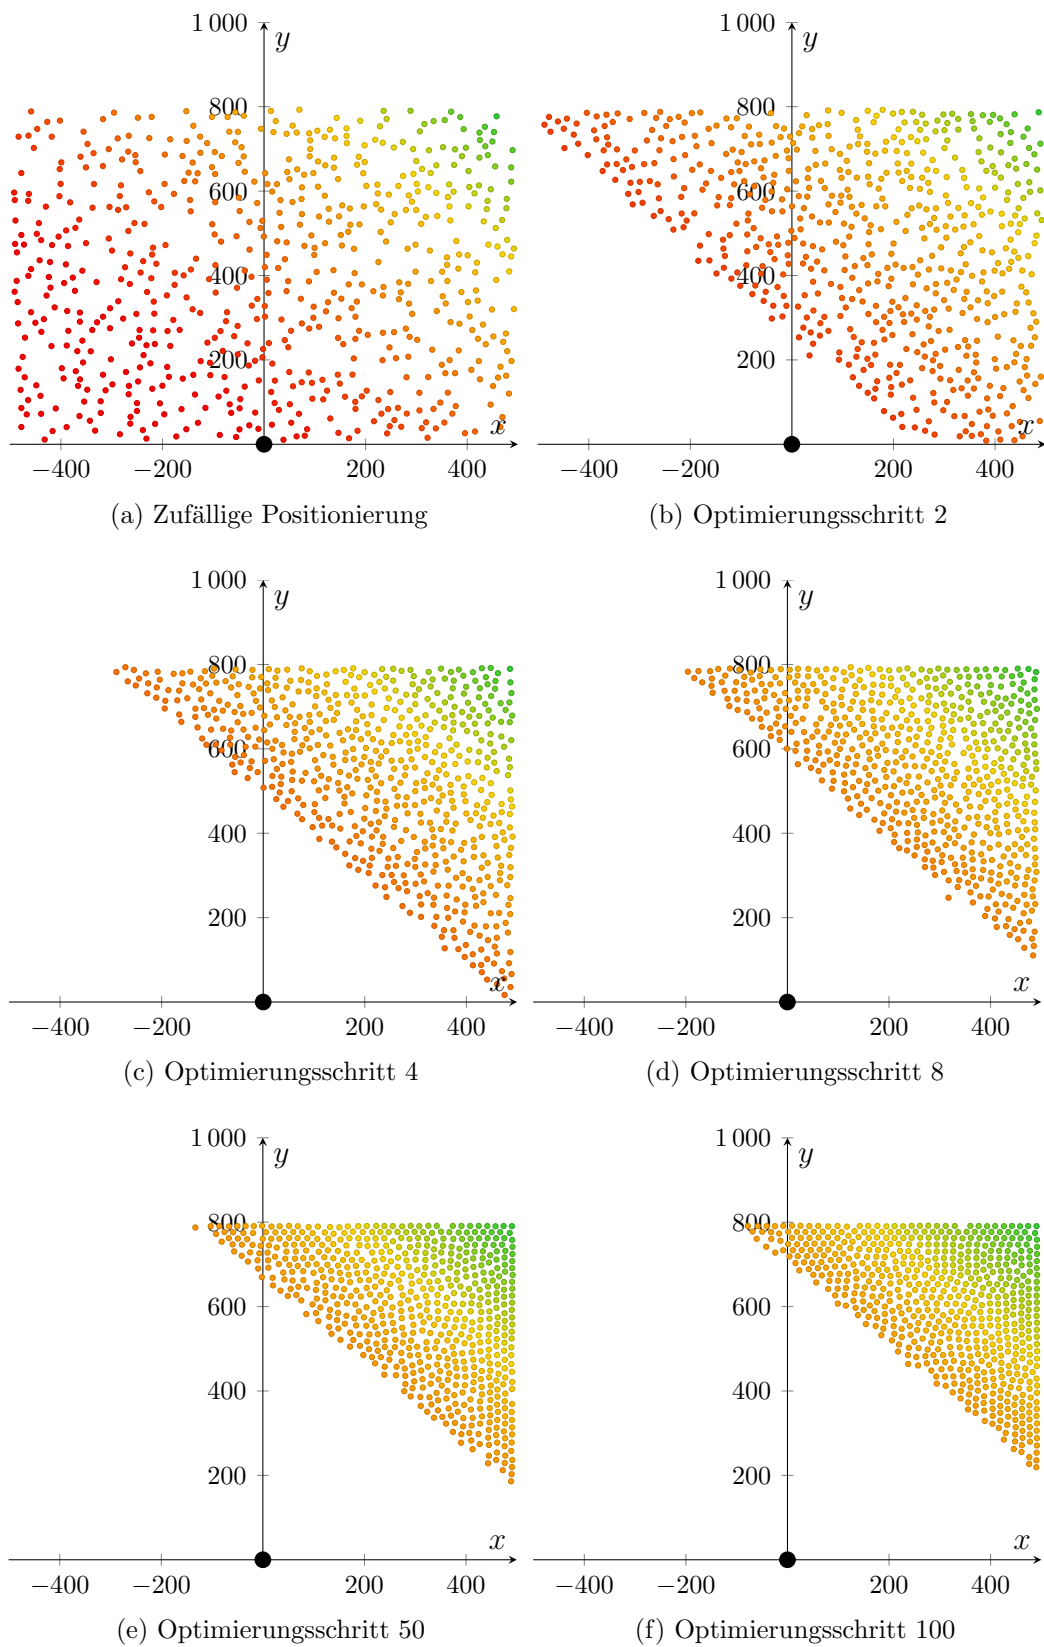 1 000
y
800
600
400
200
x
−400 −200 200 400
(a) Zufällige Positionierung
1 000
y
800
600
400
200
x
−400 −200 200 400
(b) Optimierungsschritt 2
1 000
y
800
600
400
200
x
−400 −200 200 400
(c) Optimierungsschritt 4
1 000
y
800
600
400
200
x
−400 −200 200 400
(d) Optimierungsschritt 8
1 000
y
800
600
400
200
x
−400 −200 200 400
(e) Optimierungsschritt 50
1 000
y
800
600
400
200
x
−400 −200 200 400
(f) Optimierungsschritt 100